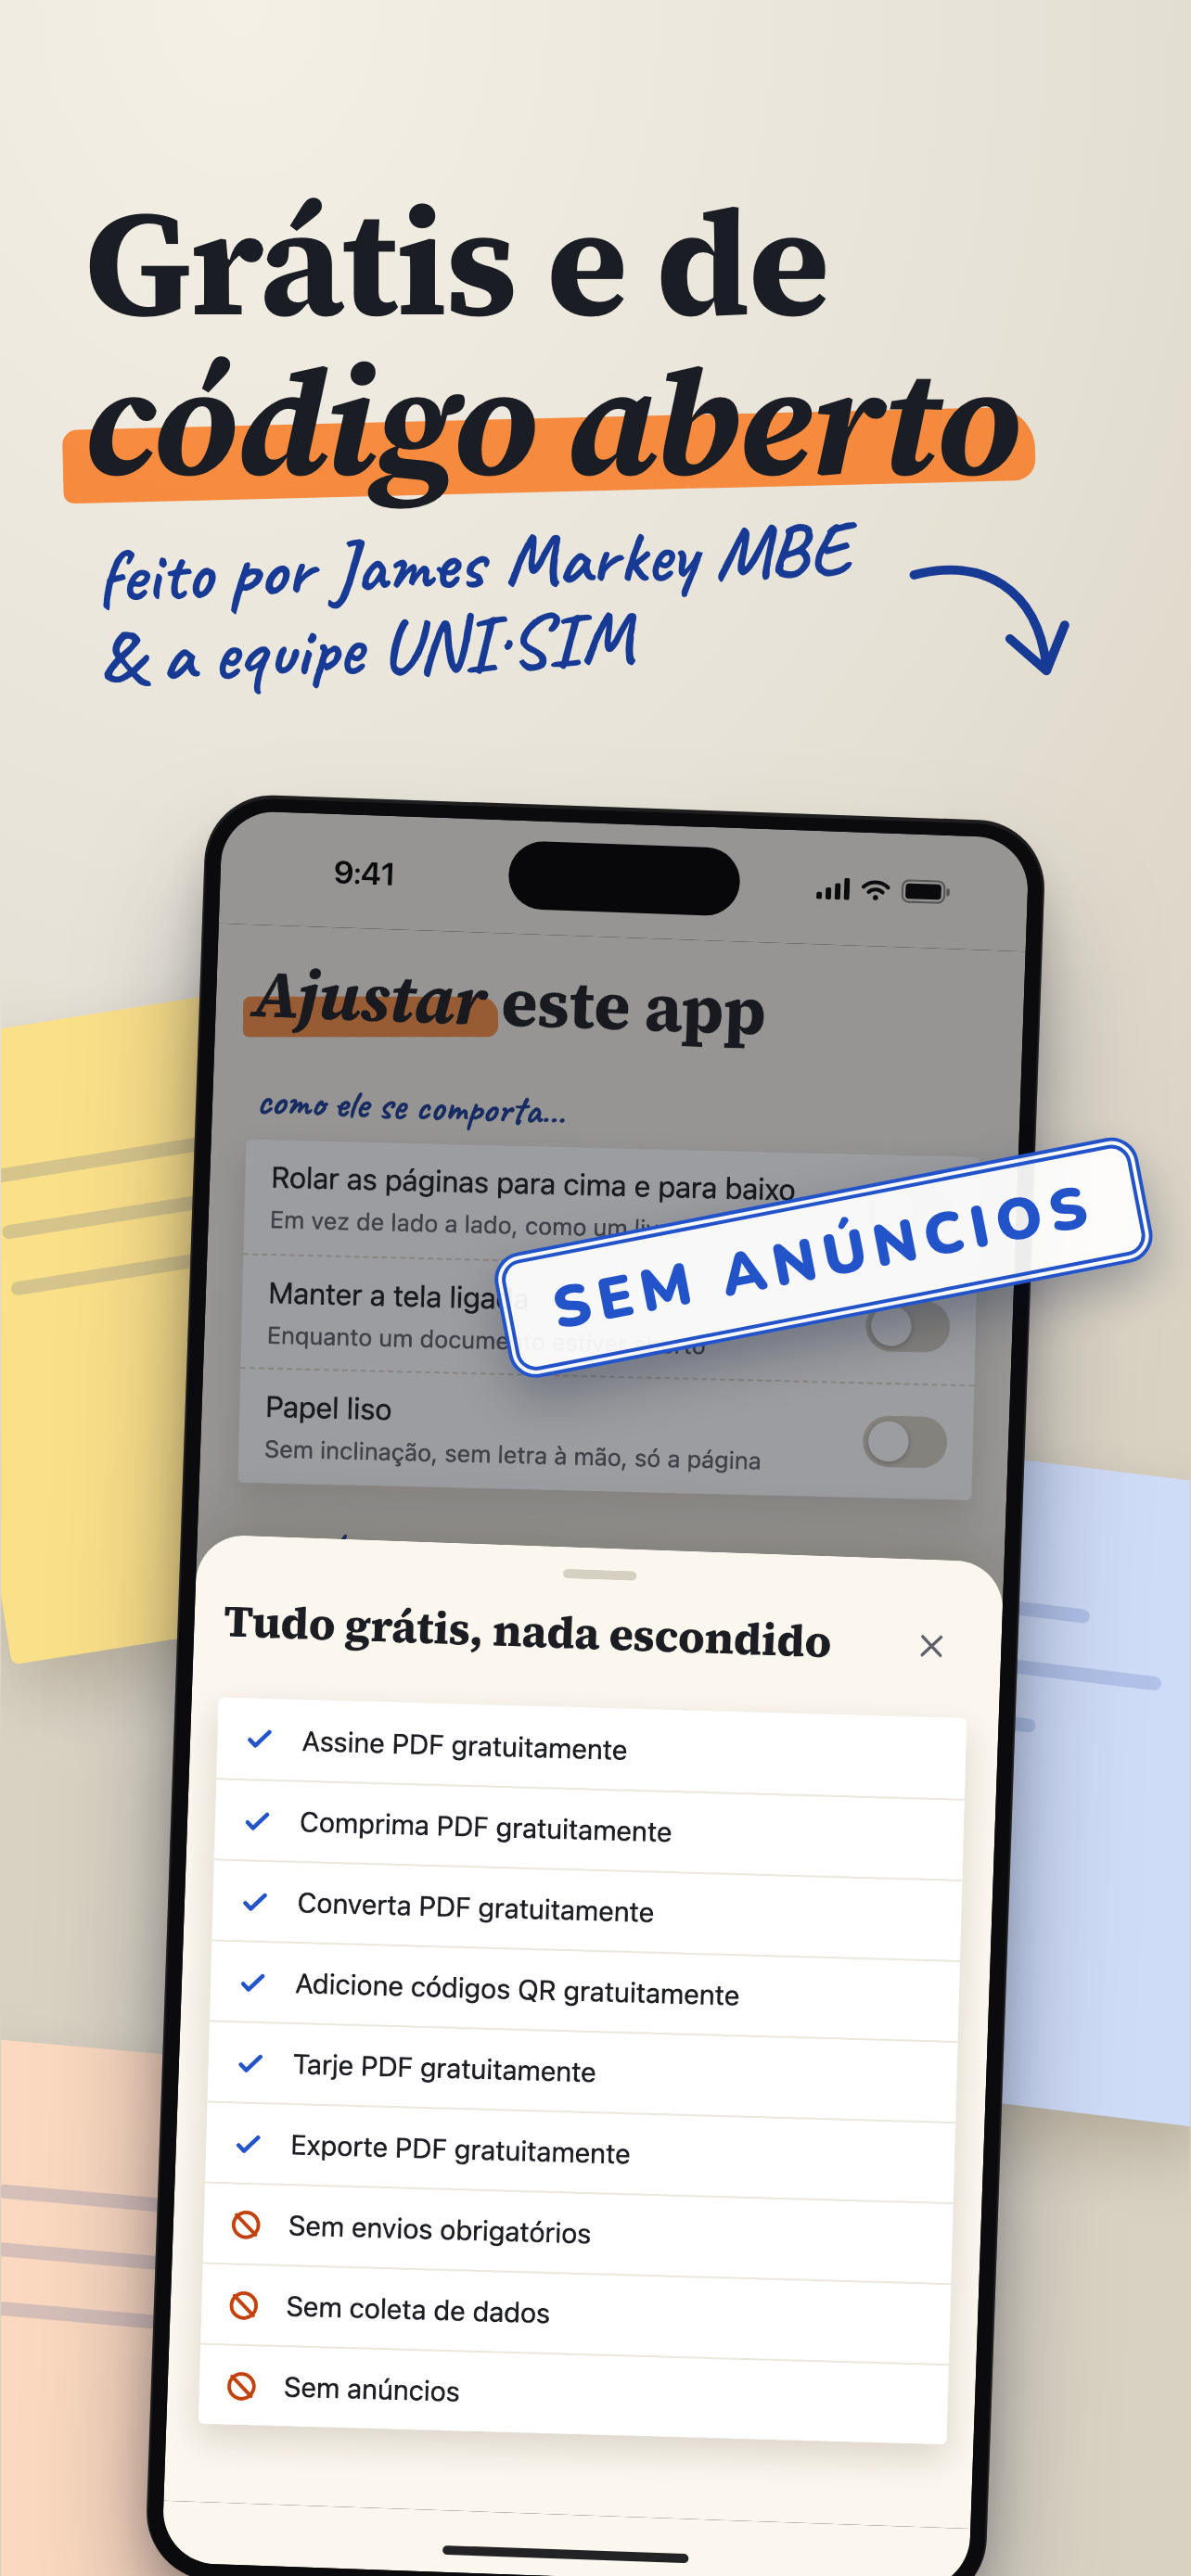 Grátis e de
código aberto
feito por James Markey MBE
& a equipe UNI·SIM
9:41
Ajustar este app
como ele se comporta...
Rolar as páginas para cima e para baixo
Em vez de lado a lado, como um
SEM ANÚNCIOS
Manter a tela ligada
Enquanto um documento estiver aberto
Papel liso
Sem inclinação, sem letra à mão, só a página
Tudo grátis, nada escondido
Assine PDF gratuitamente
Comprima PDF gratuitamente
Converta PDF gratuitamente
Adicione códigos QR gratuitamente
Tarje PDF gratuitamente
Exporte PDF gratuitamente
Sem envios obrigatórios
Sem coleta de dados
Sem anúncios